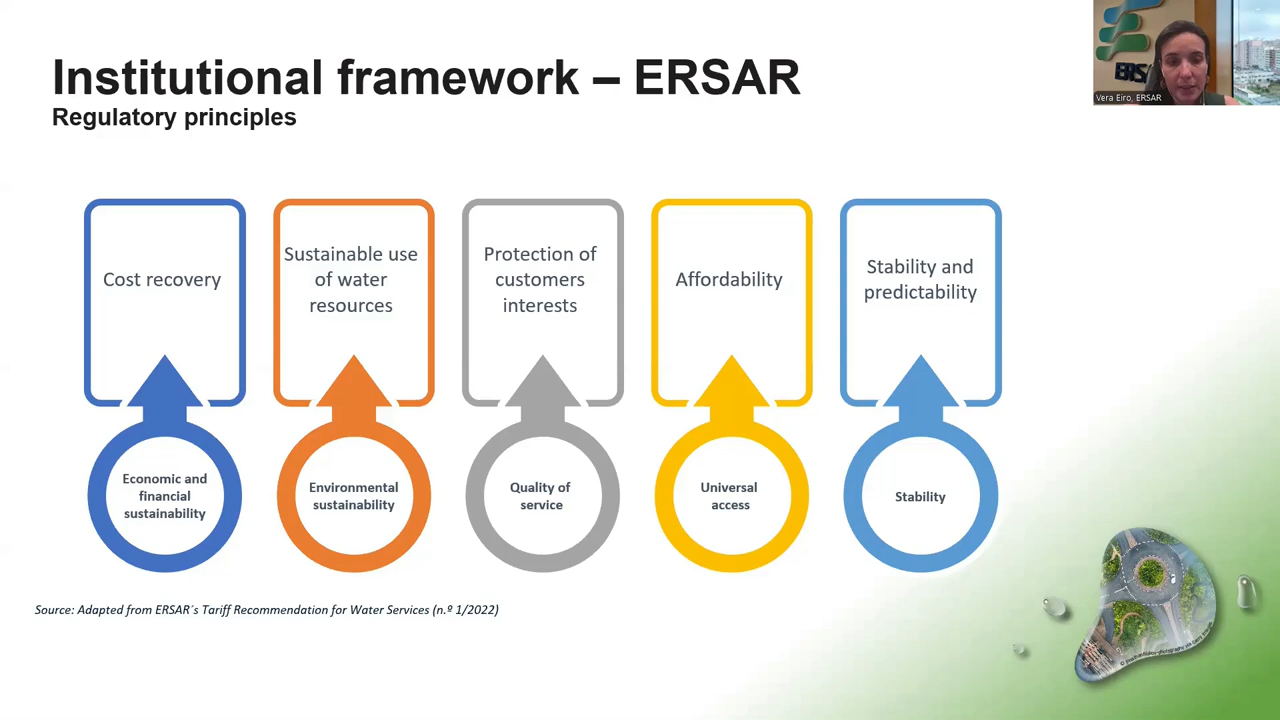 Institutional framework – ERSAR
Regulatory principles
ERS
Vera Eiro, ERSAR
Cost recovery
Sustainable use
of water
resources
Protection of
customers
interests
Affordability
Stability and
predictability
Economic and
financial
sustainability
Environmental
sustainability
Quality of
service
Universal
access
Stability
Source: Adapted from ERSAR´s Tariff Recommendation for Water Services (n.º 1/2022)